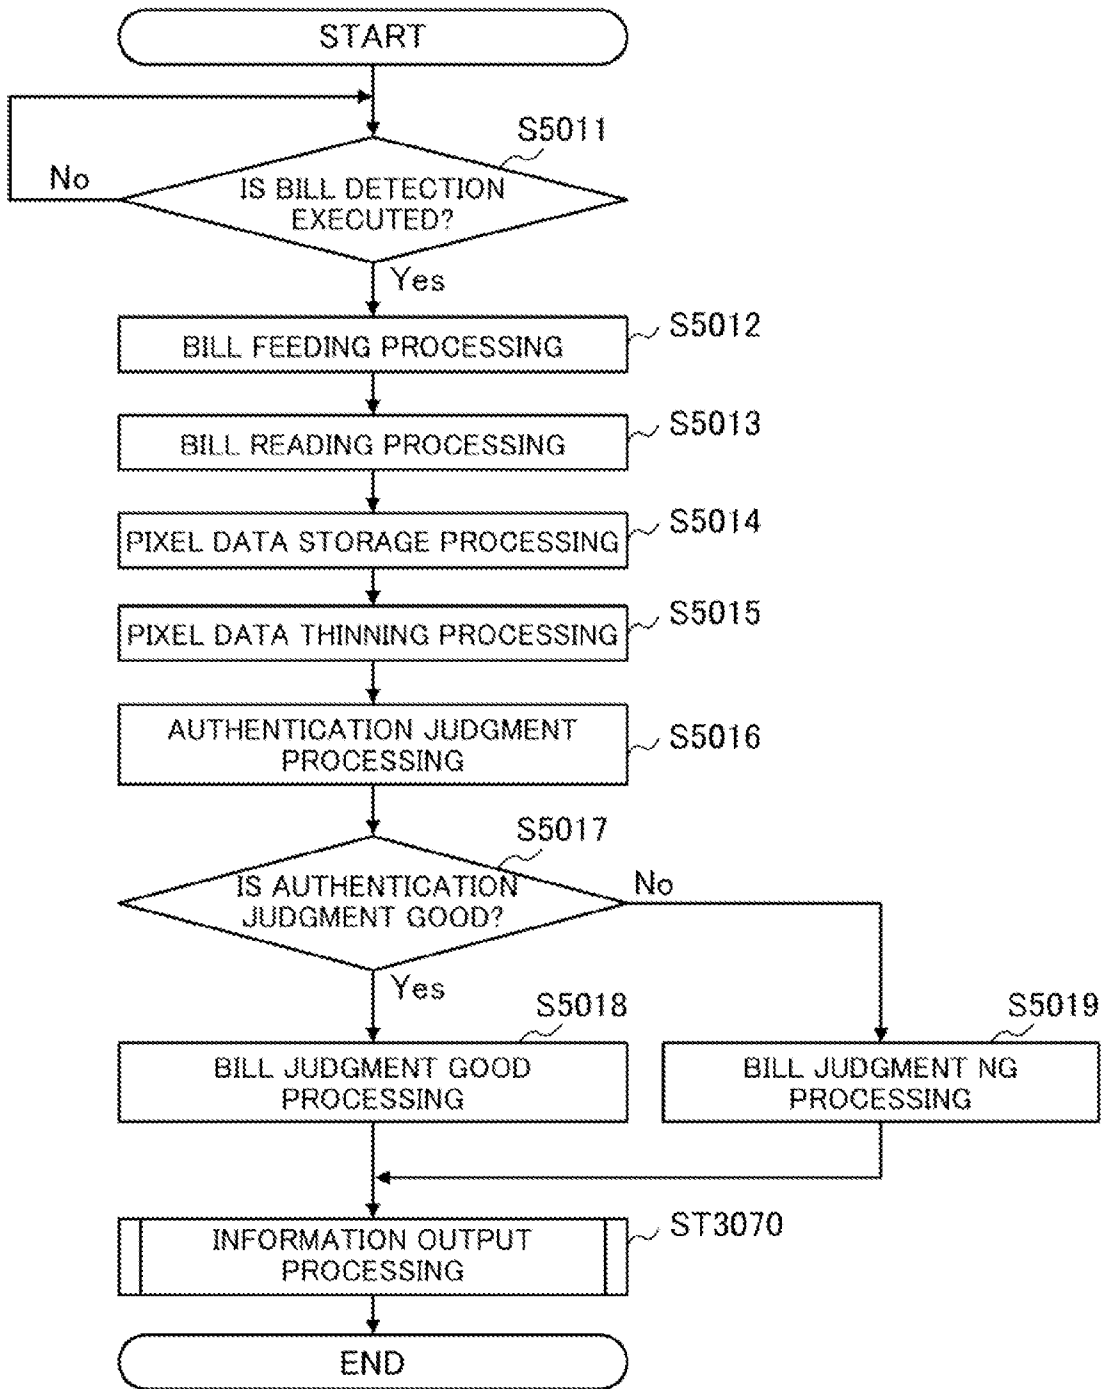 START
S5011
No
IS BILL DETECTION
EXECUTED?
Yes
BILL FEEDING PROCESSING
S5012
BILL READING PROCESSING
S5013
PIXEL DATA STORAGE PROCESSING
S5014
PIXEL DATA THINNING PROCESSING
S5015
AUTHENTICATION JUDGMENT
PROCESSING
S5016
S5017
IS AUTHENTICATION
JUDGMENT GOOD?
No
Yes
S5018
BILL JUDGMENT GOOD
PROCESSING
S5019
BILL JUDGMENT NG
PROCESSING
INFORMATION OUTPUT
PROCESSING
ST3070
END